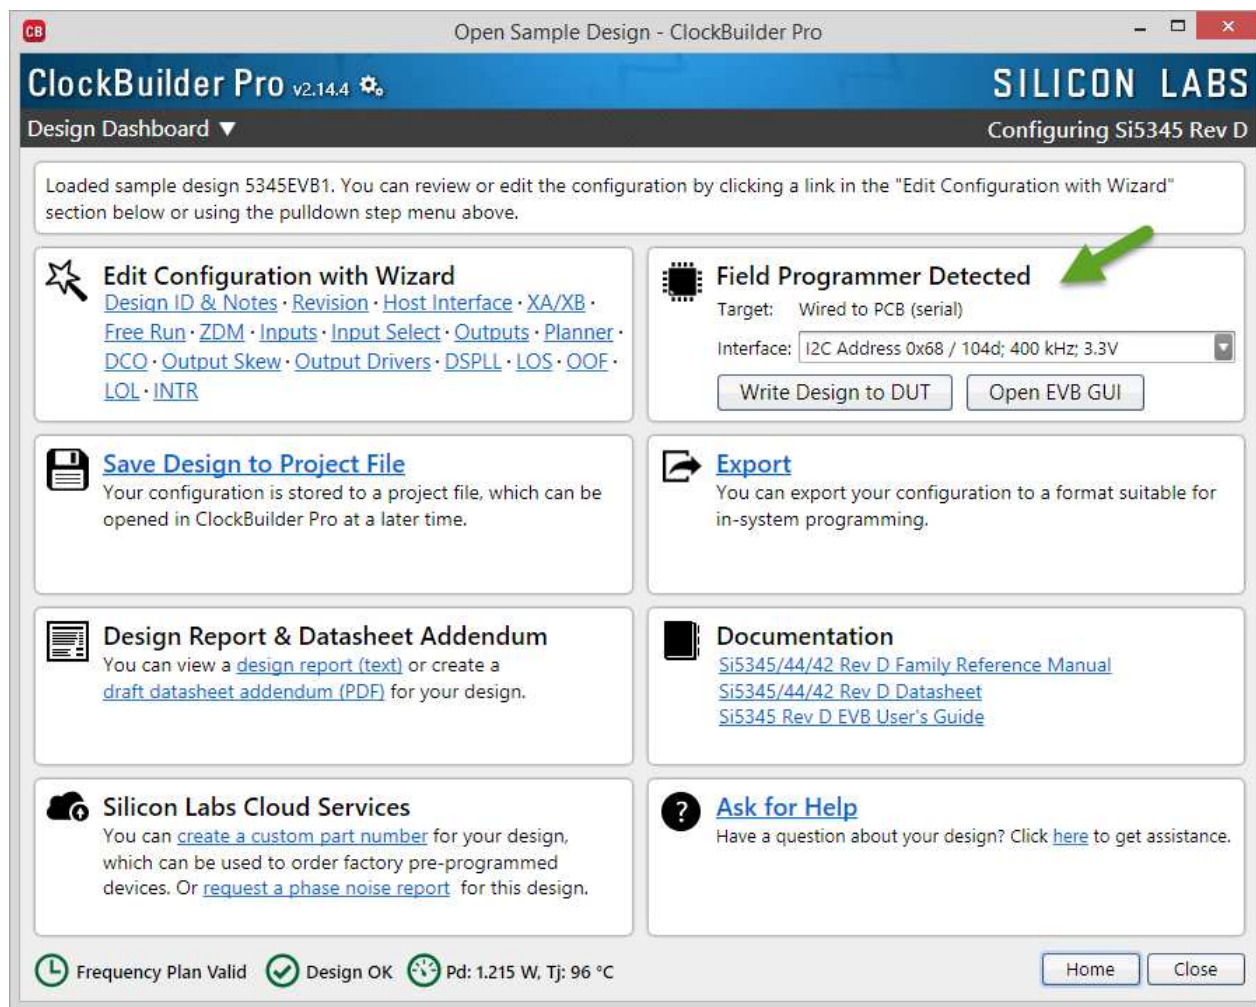 CB
Open Sample Design - ClockBuilder Pro
ClockBuilder Pro v2.14.4
SILICON LABS
Design Dashboard ▼
Configuring Si5345 Rev D
Loaded sample design 5345EVB1. You can review or edit the configuration by clicking a link in the "Edit Configuration with Wizard"
section below or using the pulldown step menu above.
Edit Configuration with Wizard
Design ID & Notes · Revision · Host Interface · XA/XB ·
Free Run · ZDM · Inputs · Input Select · Outputs · Planner ·
DCO · Output Skew · Output Drivers · DSPLL · LOS · OOF ·
LOL · INTR
Field Programmer Detected
Target: Wired to PCB (serial)
Interface: I2C Address 0x68 / 104d; 400 kHz; 3.3V
Write Design to DUT
Open EVB GUI
Save Design to Project File
Your configuration is stored to a project file, which can be
opened in ClockBuilder Pro at a later time.
Export
You can export your configuration to a format suitable for
in-system programming.
Design Report & Datasheet Addendum
You can view a design report (text) or create a
draft datasheet addendum (PDF) for your design.
Documentation
Si5345/44/42 Rev D Family Reference Manual
Si5345/44/42 Rev D Datasheet
Si5345 Rev D EVB User's Guide
Silicon Labs Cloud Services
You can create a custom part number for your design,
which can be used to order factory pre-programmed
devices. Or request a phase noise report for this design.
Ask for Help
Have a question about your design? Click here to get assistance.
Frequency Plan Valid
Design OK
Pd: 1.215 W, Tj: 96 °C
Home
Close